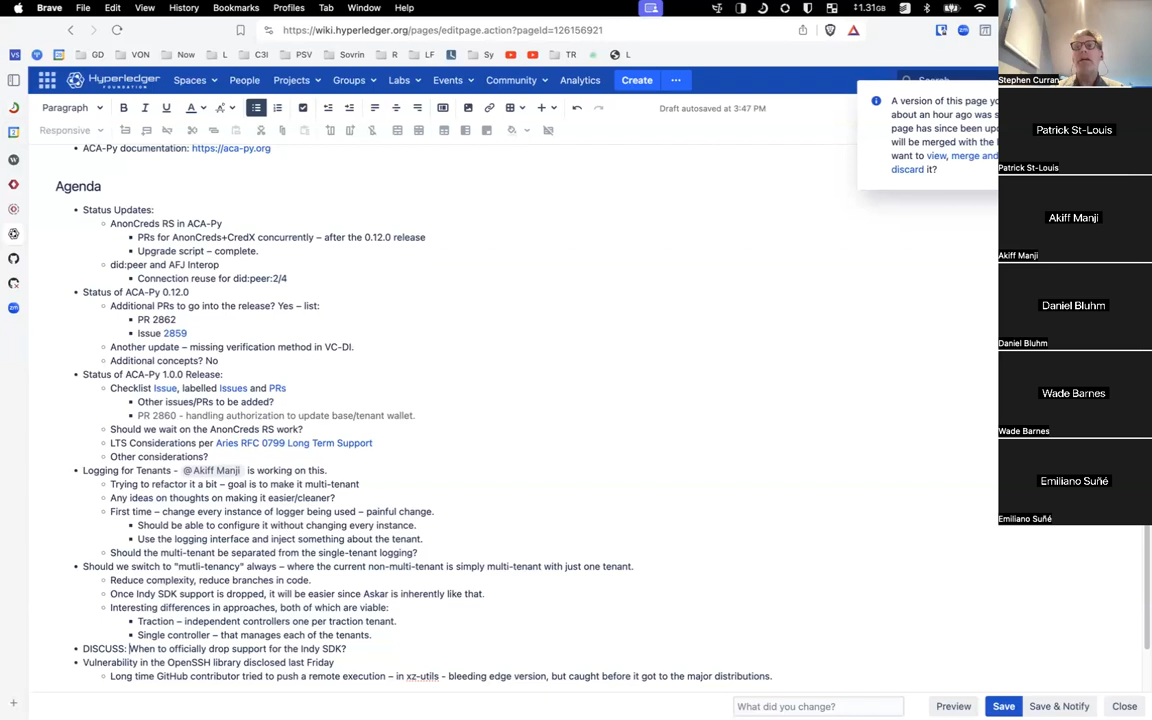 Brave File Edit View History Bookmarks Profiles Tab Window Help
1.31GB
https://wiki.hyperledger.org/pages/editpage.action?pageId=126156921
GD VON Now L C3I PSV Sovrin R LF Sy TR L
HYPERLEDGER FOUNDATION Spaces People Projects Groups Labs Events Community Analytics Create ... Search
Paragraph B I U A Draft autosaved at 3:47 PM
Responsive
A version of this page yo
about an hour ago was s
page has since been upd
will be merged with the l
want to view, merge and
discard it?
ACA-Py documentation: https://aca-py.org
Agenda
Status Updates:
AnonCreds RS in ACA-Py
PRs for AnonCreds+CredX concurrently – after the 0.12.0 release
Upgrade script – complete.
did:peer and AFJ Interop
Connection reuse for did:peer:2/4
Status of ACA-Py 0.12.0
Additional PRs to go into the release? Yes – list:
PR 2862
Issue 2859
Another update – missing verification method in VC-DI.
Additional concepts? No
Status of ACA-Py 1.0.0 Release:
Checklist Issue, labelled Issues and PRs
Other issues/PRs to be added?
PR 2860 - handling authorization to update base/tenant wallet.
Should we wait on the AnonCreds RS work?
LTS Considerations per Aries RFC 0799 Long Term Support
Other considerations?
Logging for Tenants - @Akiff Manji is working on this.
Trying to refactor it a bit – goal is to make it multi-tenant
Any ideas on thoughts on making it easier/cleaner?
First time – change every instance of logger being used – painful change.
Should be able to configure it without changing every instance.
Use the logging interface and inject something about the tenant.
Should the multi-tenant be separated from the single-tenant logging?
Should we switch to "mutli-tenancy" always – where the current non-multi-tenant is simply multi-tenant with just one tenant.
Reduce complexity, reduce branches in code.
Once Indy SDK support is dropped, it will be easier since Askar is inherently like that.
Interesting differences in approaches, both of which are viable:
Traction – independent controllers one per traction tenant.
Single controller – that manages each of the tenants.
DISCUSS: When to officially drop support for the Indy SDK?
Vulnerability in the OpenSSH library disclosed last Friday
Long time GitHub contributor tried to push a remote execution – in xz-utils - bleeding edge version, but caught before it got to the major distributions.
What did you change? Preview Save Save & Notify Close
Stephen Curran
Patrick St-Louis
Patrick St-Louis
Akiff Manji
Akiff Manji
Daniel Bluhm
Daniel Bluhm
Wade Barnes
Wade Barnes
Emiliano Suñé
Emiliano Suñé